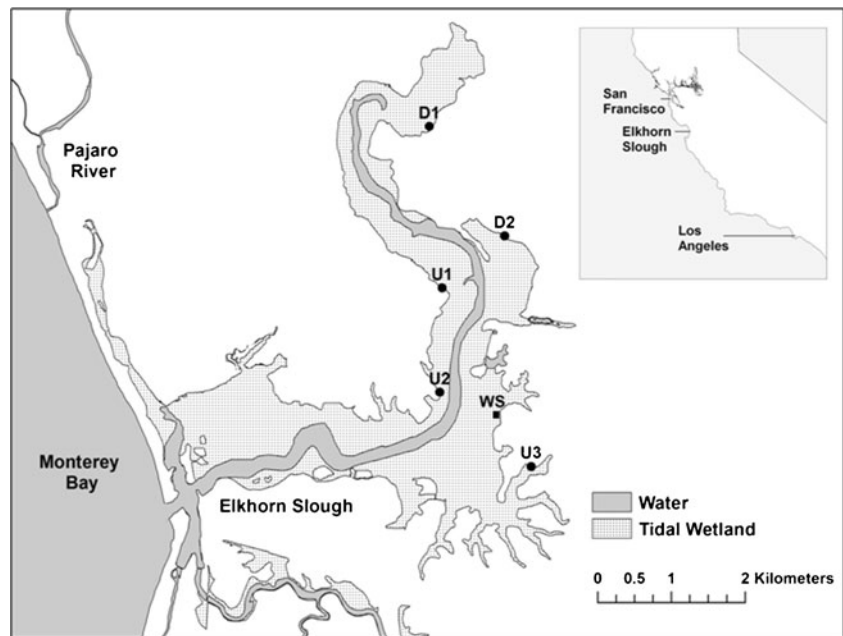 San
Francisco
Elkhorn
Slough
Los
Angeles
D1
Pajaro
River
D2
U1
U2
WS
U3
Monterey
Bay
Elkhorn Slough
Water
Tidal Wetland
0 0.5 1 2 Kilometers